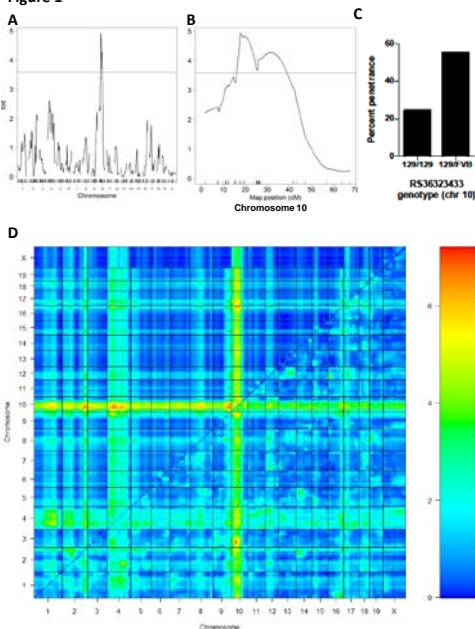 Figure 1
A
B
C
5
4
3
2
1
0
lod
Chromosome
5
4
3
2
1
0
0 10 20 30 40 50 60 70
Map position (cM)
Chromosome 10
60
40
20
0
Percent penetrance
129/129 129/FVB
RS36323433
genotype (chr 10)
D
X
19
18
17
16
15
14
13
12
11
10
9
8
7
6
5
4
3
2
1
Chromosome
1 2 3 4 5 6 7 8 9 10 11 12 13 14 15 16 17 18 19 X
Chromosome
6
4
2
0